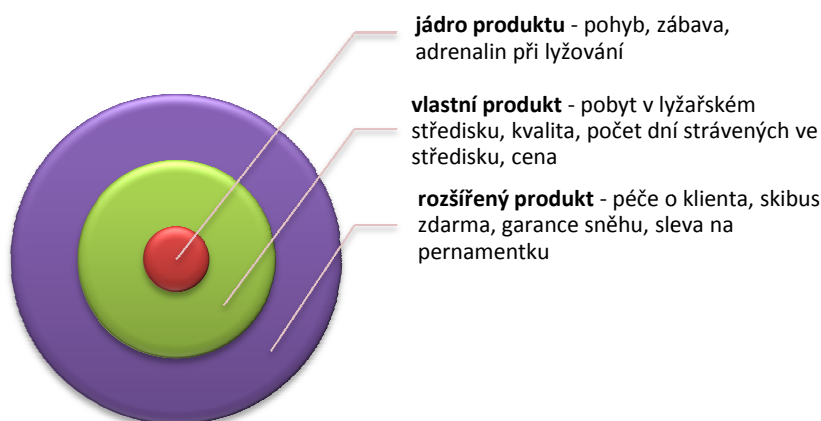 jádro produktu - pohyb, zábava,
adrenalin při lyžování
vlastní produkt - pobyt v lyžařském
středisku, kvalita, počet dní strávených ve
středisku, cena
rozšířený produkt - péče o klienta, skibus
zdarma, garance sněhu, sleva na
pernamentku